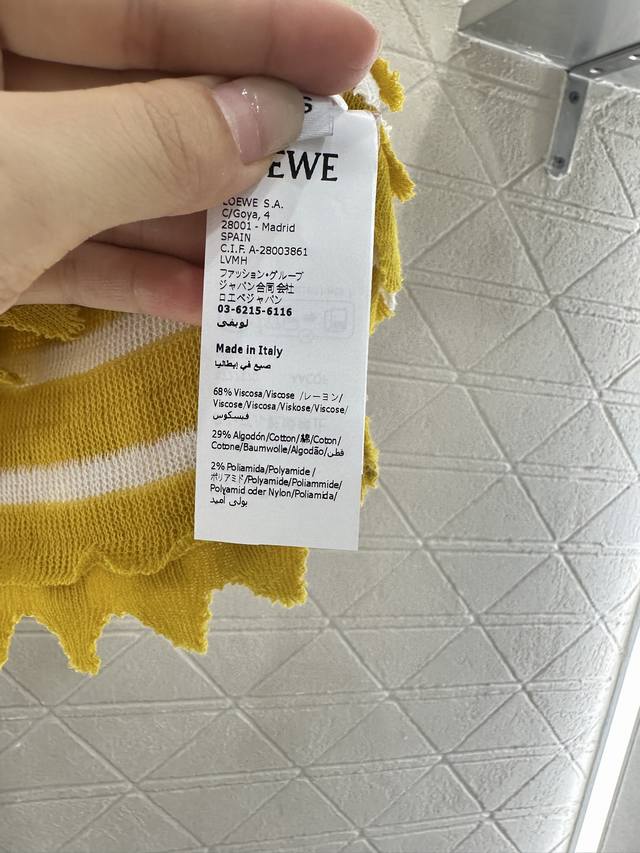 S
EWE
LOEWE S.A.
C/Goya, 4
28001 - Madrid
SPAIN
C.I.F. A-28003861
LVMH
ファッション・グループ
ジャパン合同会社
ロエベジャパン
03-6215-6116
لويفي
Made in Italy
صنع في إيطاليا
68% Viscosa/Viscose /レーヨン/
Viscose/Viscosa/Viskose/Viscose/
فيسكوس
29% Algodón/Cotton/綿/Coton/
Cotone/Baumwolle/Algodão/قطن
2% Poliamida/Polyamide /
ポリアミド/Polyamide/Poliammide/
Polyamid oder Nylon/Poliamida/
بولي أميد